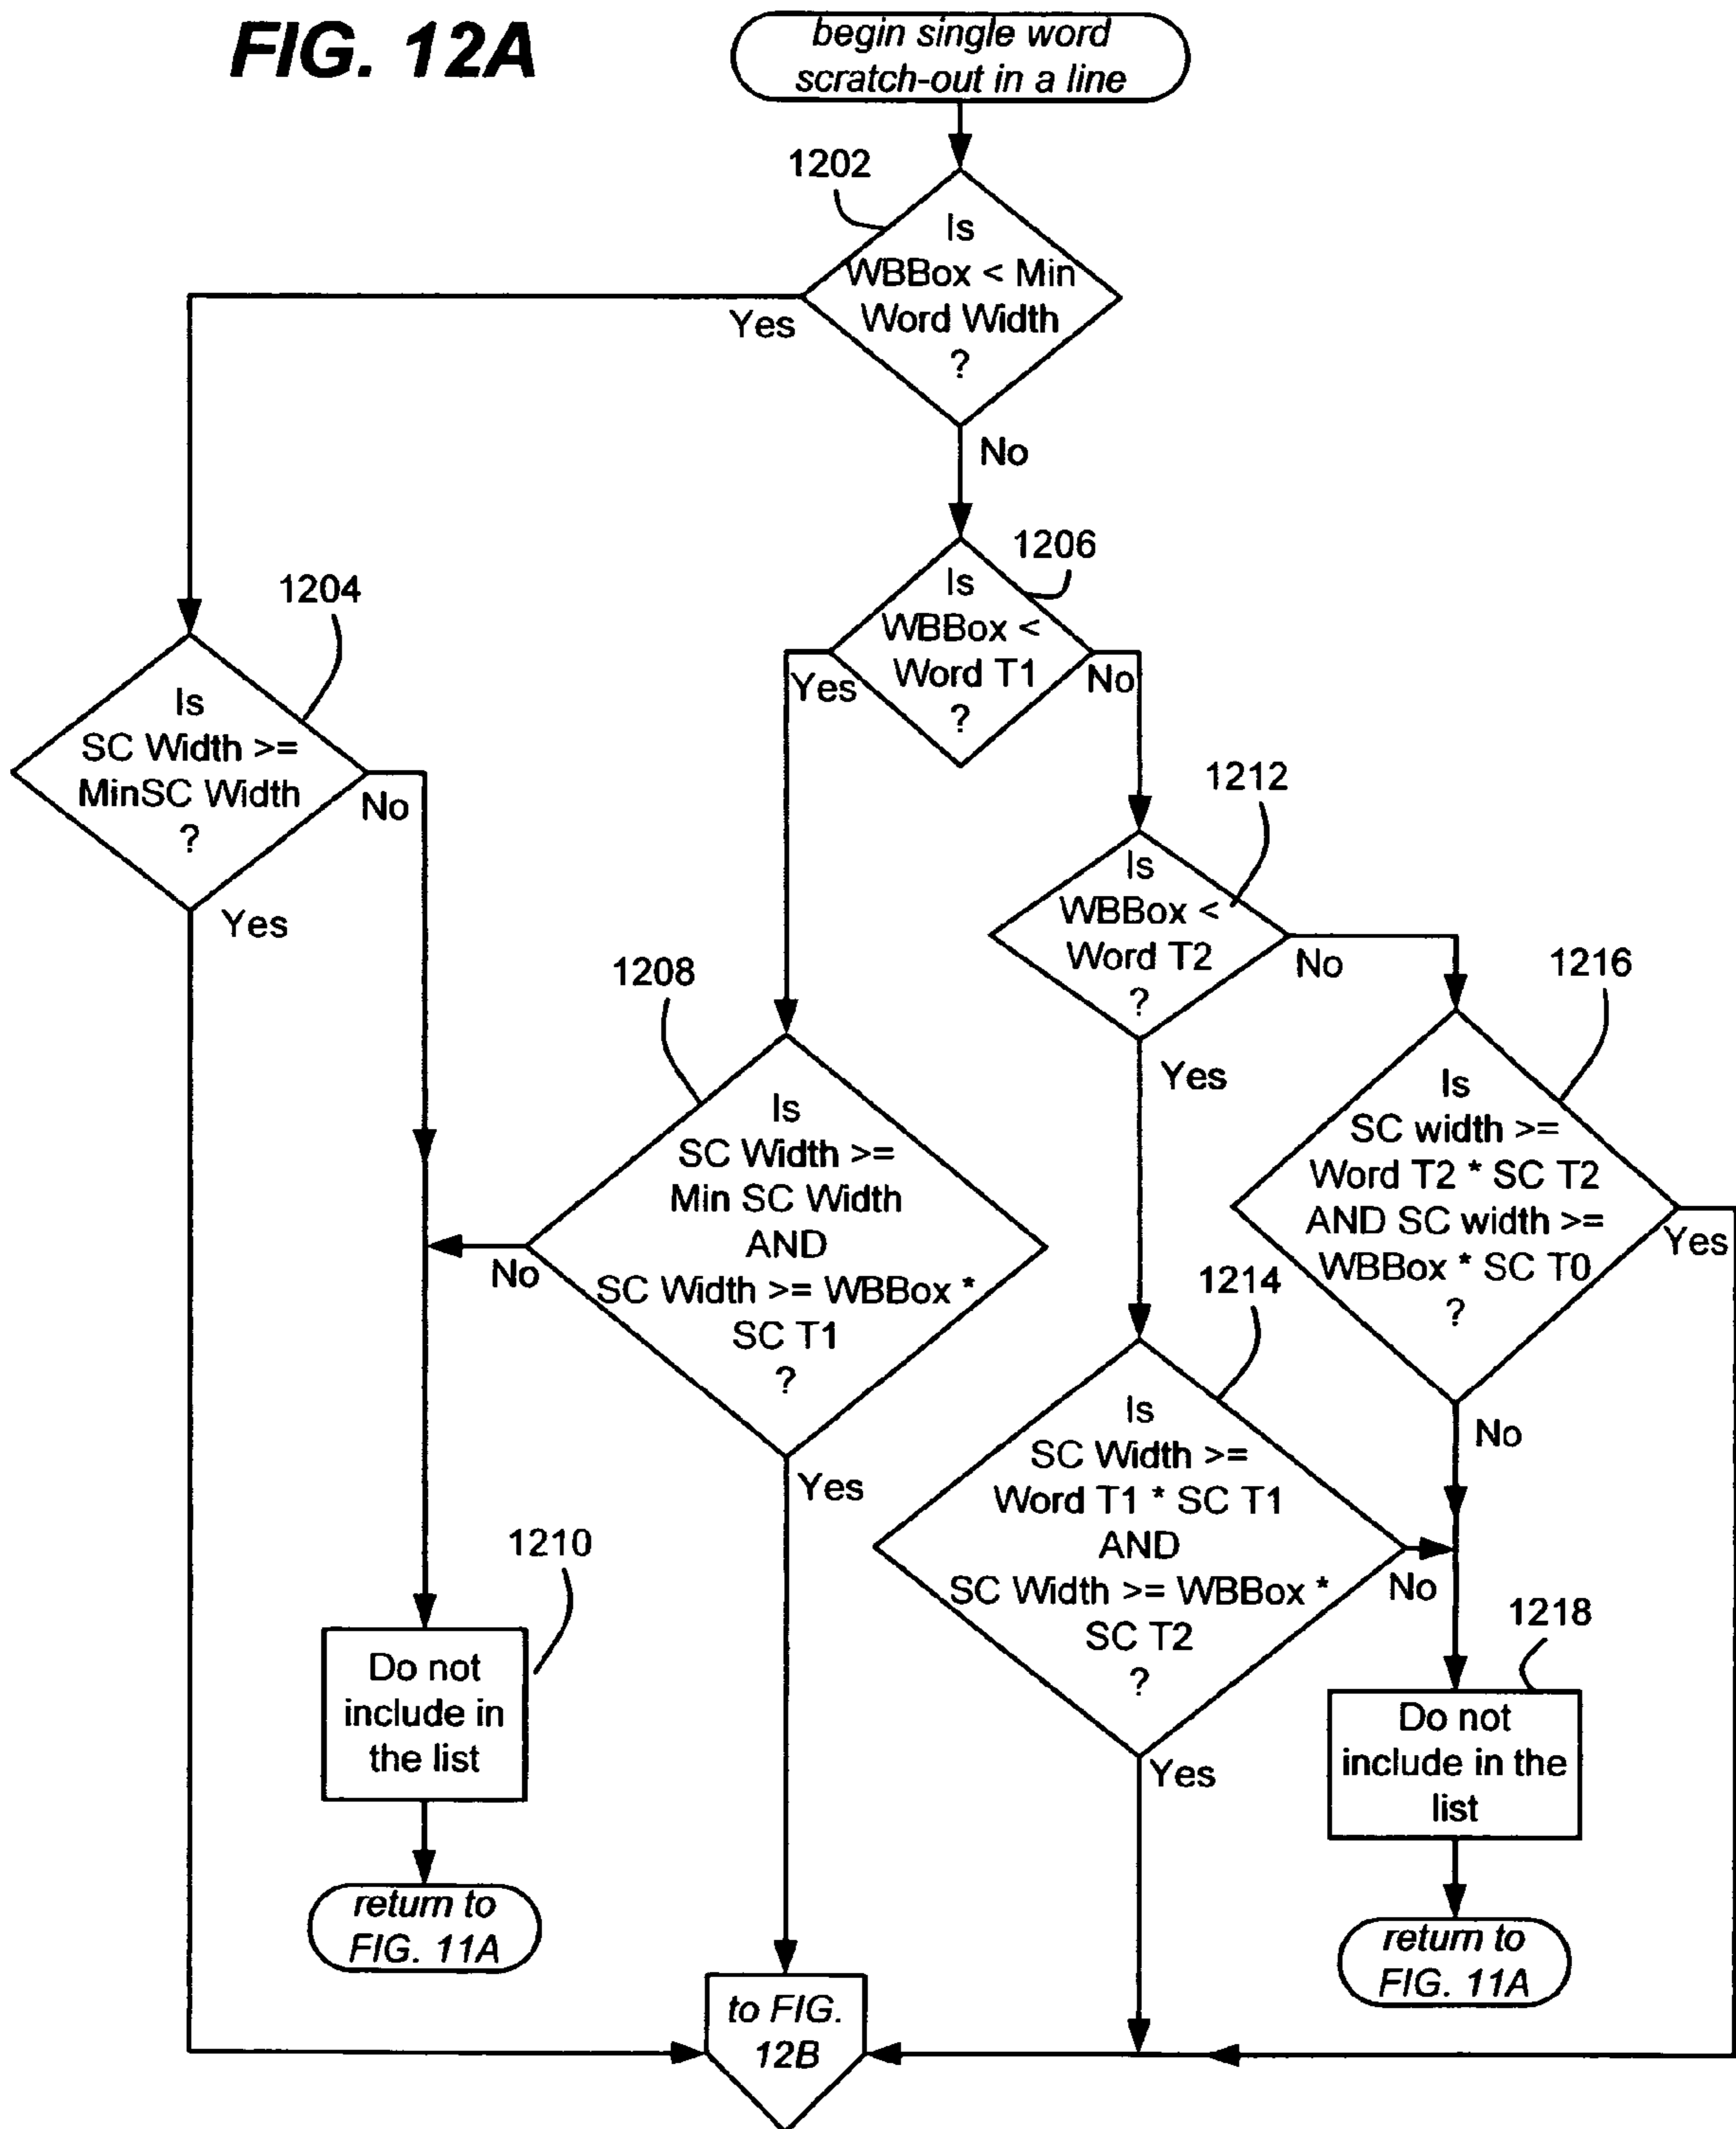 FIG. 12A
begin single word
scratch-out in a line
1202
Is
WBBox < Min
Word Width
?
Yes
No
1206
Is
WBBox <
Word T1
?
Yes
No
1204
Is
SC Width >=
MinSC Width
?
No
Yes
1212
Is
WBBox <
Word T2
?
No
Yes
1208
Is
SC Width >=
Min SC Width
AND
SC Width >= WBBox *
SC T1
?
No
Yes
1216
Is
SC width >=
Word T2 * SC T2
AND SC width >=
WBBox * SC T0
?
Yes
No
1214
Is
SC Width >=
Word T1 * SC T1
AND
SC Width >= WBBox *
SC T2
?
No
Yes
1210
Do not
include in
the list
return to
FIG. 11A
1218
Do not
include in the
list
return to
FIG. 11A
to FIG.
12B